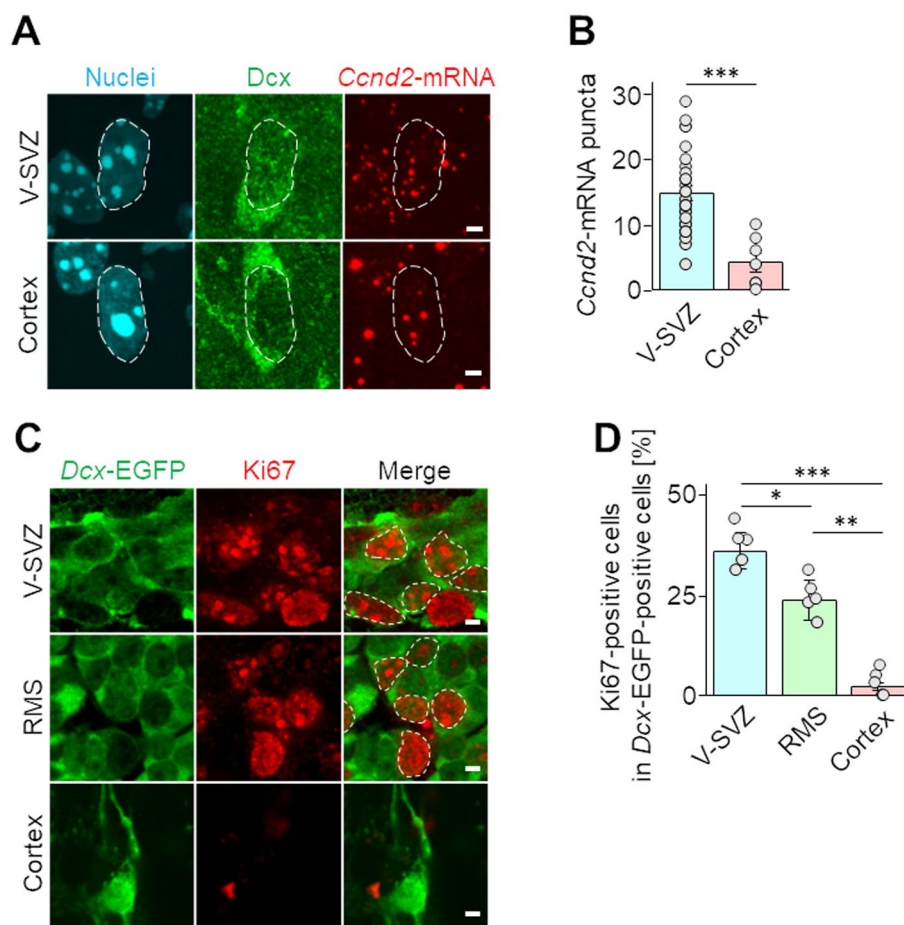 A
Nuclei Dcx Ccnd2-mRNA
V-SVZ
Cortex
B
***
Ccnd2-mRNA puncta
30
20
10
0
V-SVZ Cortex
C
Dcx-EGFP Ki67 Merge
V-SVZ
RMS
Cortex
D
Ki67-positive cells
in Dcx-EGFP-positive cells [%]
***
* **
50
25
0
V-SVZ RMS Cortex